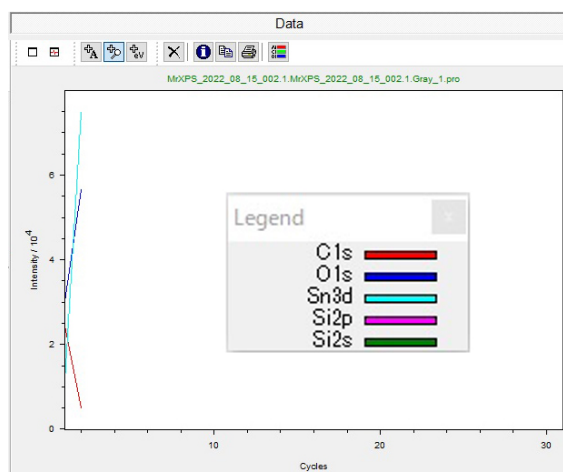 Data
MrXPS_2022_08_15_002.1.MrXPS_2022_08_15_002.1.Gray_1.pro
Legend
C1s
O1s
Sn3d
Si2p
Si2s
Intensity / 10^4
6
4
2
0
10
20
30
Cycles